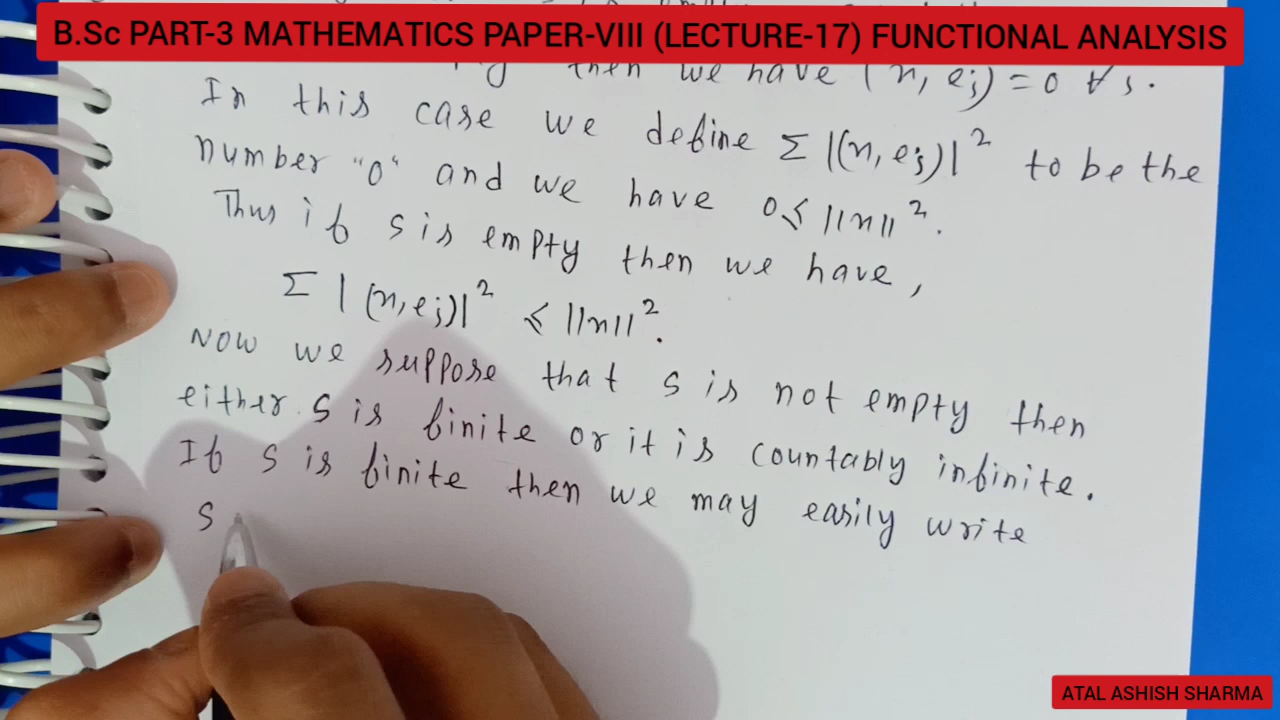 B.Sc PART-3 MATHEMATICS PAPER-VIII (LECTURE-17) FUNCTIONAL ANALYSIS
then we have (x, ej) = 0 ∀ j.
In this case we define Σ |(x, ej)|² to be the
number "0" and we have 0 ≤ ||x||².
Thus if S is empty then we have,
Σ |(x, ej)|² ≤ ||x||².
Now we suppose that S is not empty then
either S is finite or it is countably infinite.
If S is finite then we may easily write
S
ATAL ASHISH SHARMA